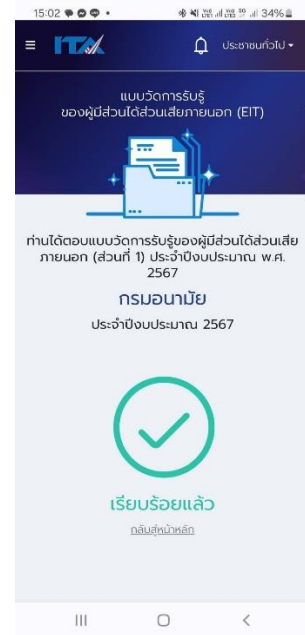 15:02
34%
ITA
ประชาชนทั่วไป
แบบวัดการรับรู้
ของผู้มีส่วนได้ส่วนเสียภายนอก (EIT)
ท่านได้ตอบแบบวัดการรับรู้ของผู้มีส่วนได้ส่วนเสีย
ภายนอก (ส่วนที่ 1) ประจำปีงบประมาณ พ.ศ.
2567
กรมอนามัย
ประจำปีงบประมาณ 2567
เรียบร้อยแล้ว
กลับสู่หน้าหลัก